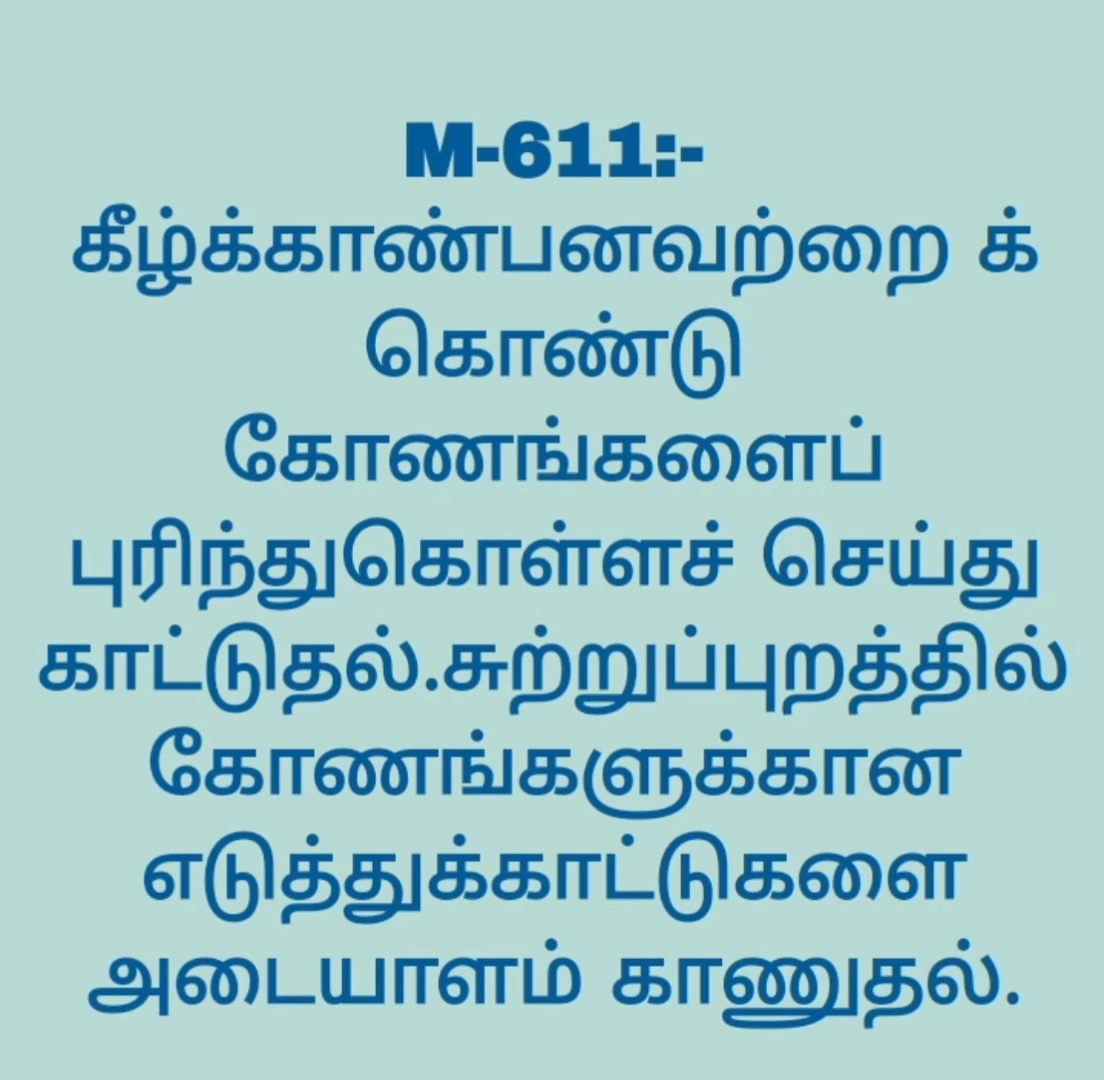 M-611:-
கீழ்க்காண்பனவற்றை க்
கொண்டு
கோணங்களைப்
புரிந்துகொள்ளச் செய்து
காட்டுதல்.சுற்றுப்புறத்தில்
கோணங்களுக்கான
எடுத்துக்காட்டுகளை
அடையாளம் காணுதல்.